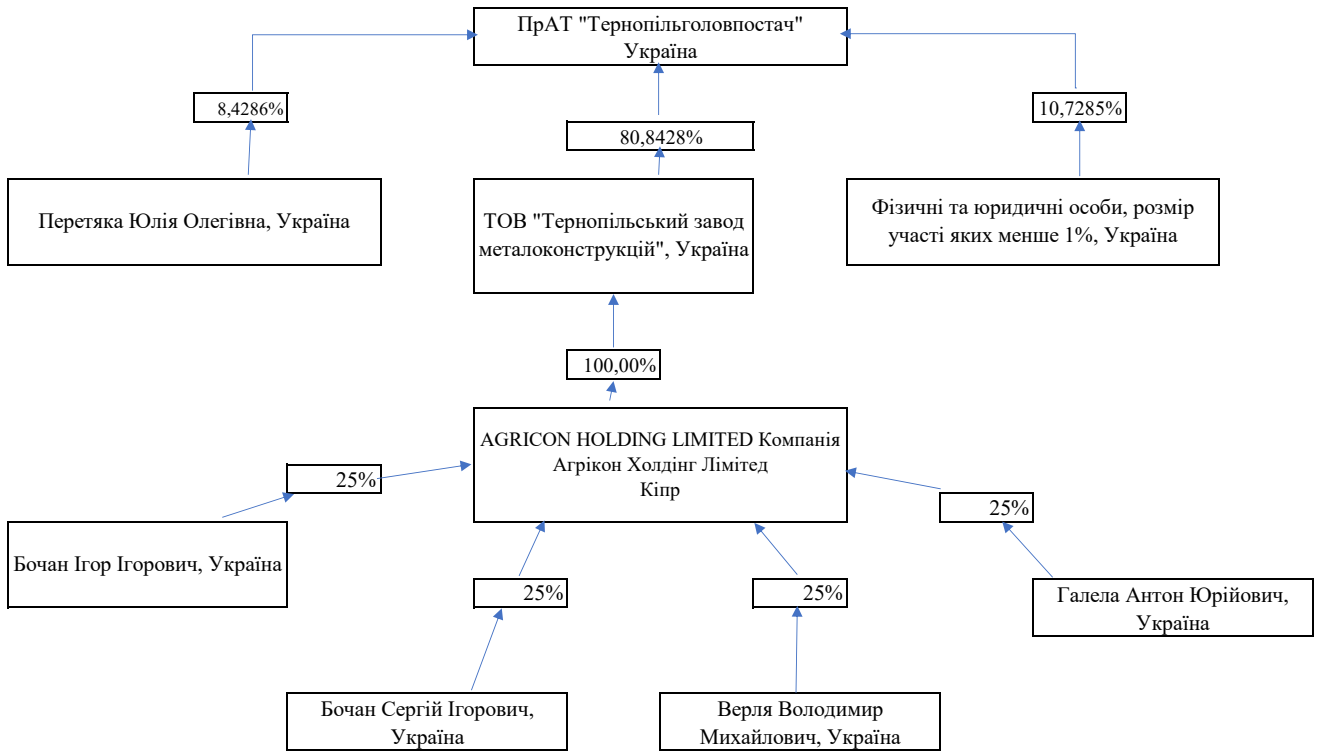 ПрАТ "Тернопільголовпостач"
Україна
8,4286%
80,8428%
10,7285%
Перетяка Юлія Олегівна, Україна
ТОВ "Тернопільський завод
металоконструкцій", Україна
Фізичні та юридичні особи, розмір
участі яких менше 1%, Україна
100,00%
AGRICON HOLDING LIMITED Компанія
Агрікон Холдінг Лімітед
Кіпр
25%
25%
Бочан Ігор Ігорович, Україна
25%
25%
Галела Антон Юрійович,
Україна
Бочан Сергій Ігорович,
Україна
Верля Володимир
Михайлович, Україна